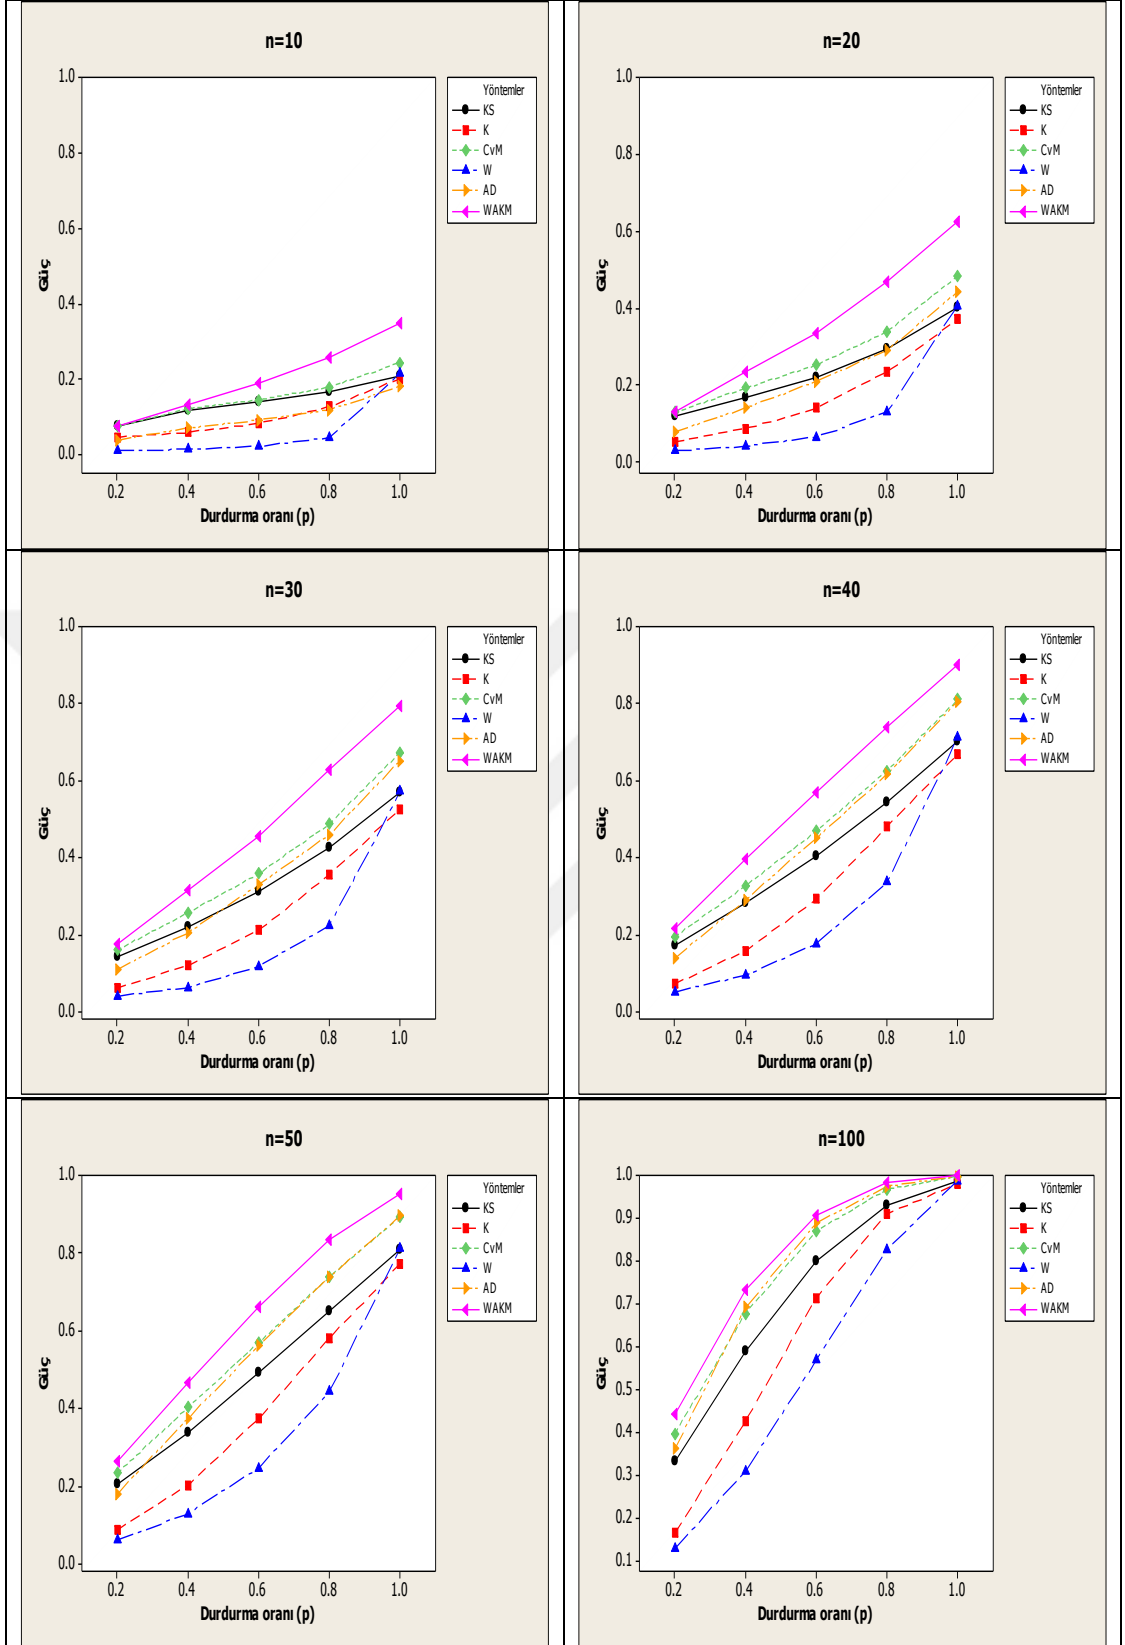 n=10
1.0
0.8
0.6
0.4
0.2
0.0
Güç
0.2 0.4 0.6 0.8 1.0
Durdurma oranı (p)
Yöntemler
KS
K
CvM
W
AD
WAKM
n=20
1.0
0.8
0.6
0.4
0.2
0.0
Güç
0.2 0.4 0.6 0.8 1.0
Durdurma oranı (p)
Yöntemler
KS
K
CvM
W
AD
WAKM
n=30
1.0
0.8
0.6
0.4
0.2
0.0
Güç
0.2 0.4 0.6 0.8 1.0
Durdurma oranı (p)
Yöntemler
KS
K
CvM
W
AD
WAKM
n=40
1.0
0.8
0.6
0.4
0.2
0.0
Güç
0.2 0.4 0.6 0.8 1.0
Durdurma oranı (p)
Yöntemler
KS
K
CvM
W
AD
WAKM
n=50
1.0
0.8
0.6
0.4
0.2
0.0
Güç
0.2 0.4 0.6 0.8 1.0
Durdurma oranı (p)
Yöntemler
KS
K
CvM
W
AD
WAKM
n=100
1.0
0.9
0.8
0.7
0.6
0.5
0.4
0.3
0.2
0.1
Güç
0.2 0.4 0.6 0.8 1.0
Durdurma oranı (p)
Yöntemler
KS
K
CvM
W
AD
WAKM